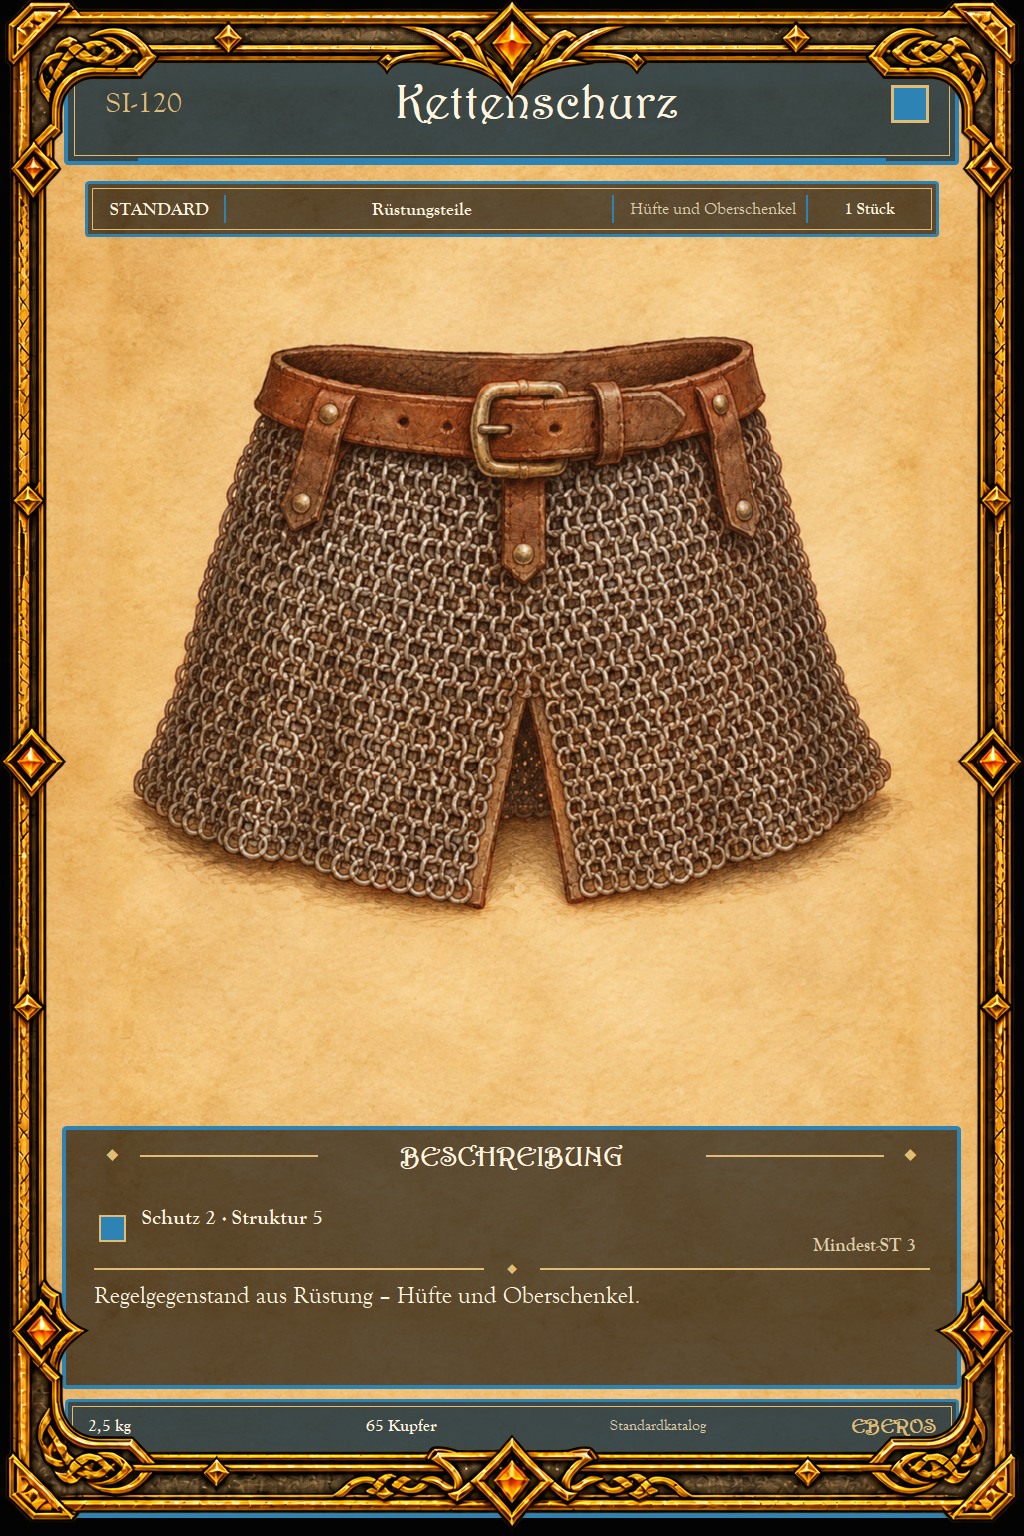 SI-120
Kettenschurz
STANDARD
Rüstungsteile
Hüfte und Oberschenkel
1 Stück
BESCHREIBUNG
Schutz 2 · Struktur 5
Mindest-ST 3
Regelgegenstand aus Rüstung – Hüfte und Oberschenkel.
2,5 kg
65 Kupfer
Standardkatalog
EBEROS